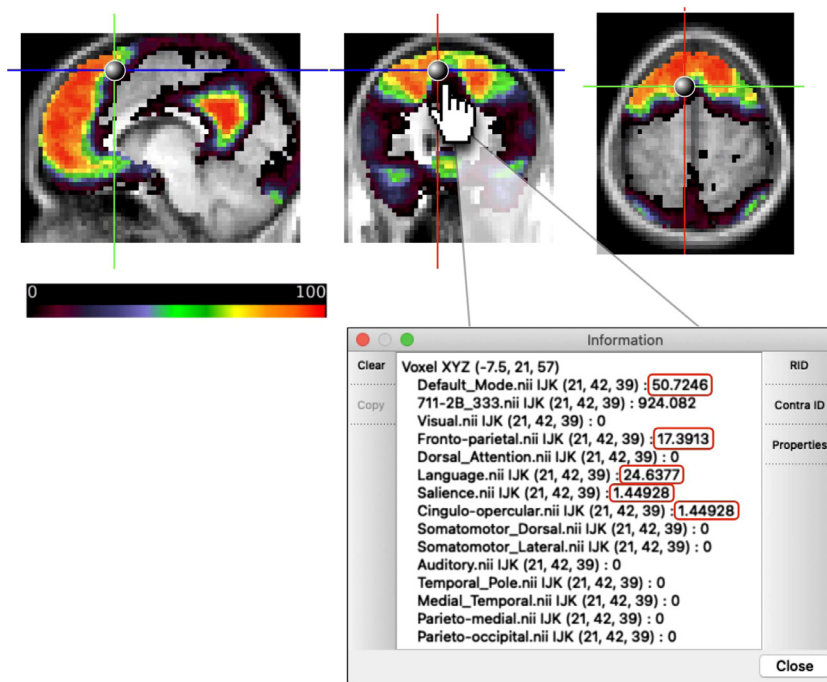 0 100
Information
Clear
Copy
RID
Contra ID
Properties
Voxel XYZ (-7.5, 21, 57)
Default_Mode.nii IJK (21, 42, 39) : 50.7246
711-2B_333.nii IJK (21, 42, 39) : 924.082
Visual.nii IJK (21, 42, 39) : 0
Fronto-parietal.nii IJK (21, 42, 39) : 17.3913
Dorsal_Attention.nii IJK (21, 42, 39) : 0
Language.nii IJK (21, 42, 39) : 24.6377
Salience.nii IJK (21, 42, 39) : 1.44928
Cingulo-opercular.nii IJK (21, 42, 39) : 1.44928
Somatomotor_Dorsal.nii IJK (21, 42, 39) : 0
Somatomotor_Lateral.nii IJK (21, 42, 39) : 0
Auditory.nii IJK (21, 42, 39) : 0
Temporal_Pole.nii IJK (21, 42, 39) : 0
Medial_Temporal.nii IJK (21, 42, 39) : 0
Parieto-medial.nii IJK (21, 42, 39) : 0
Parieto-occipital.nii IJK (21, 42, 39) : 0
Close